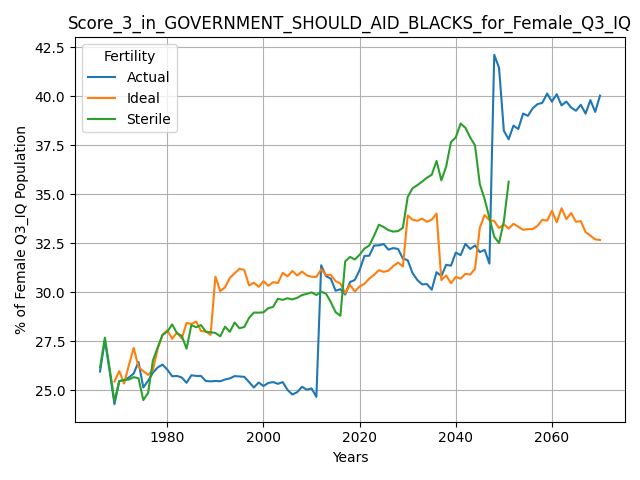 Score_3_in_GOVERNMENT_SHOULD_AID_BLACKS_for_Female_Q3_IQ
Fertility
Actual
Ideal
Sterile
% of Female Q3_IQ Population
42.5
40.0
37.5
35.0
32.5
30.0
27.5
25.0
1980 2000 2020 2040 2060
Years